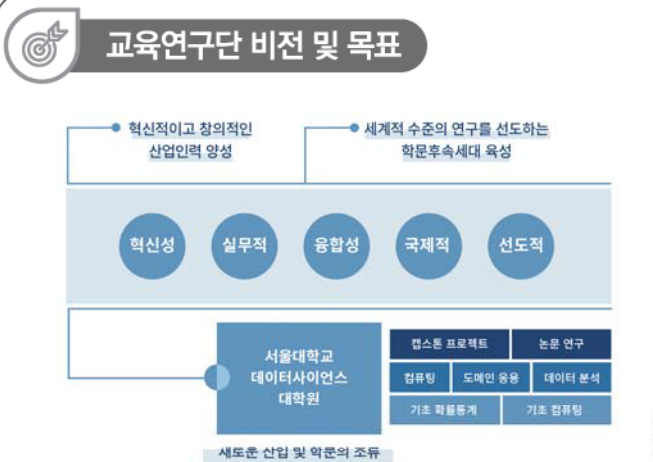 교육연구단 비전 및 목표
혁신적이고 창의적인
산업인력 양성
세계적 수준의 연구를 선도하는
학문후속세대 육성
혁신성
실무적
융합성
국제적
선도적
서울대학교
데이터사이언스
대학원
캡스톤 프로젝트
논문 연구
컴퓨팅
도메인 응용
데이터 분석
기초 확률통계
기초 컴퓨팅
산업 및 학문의